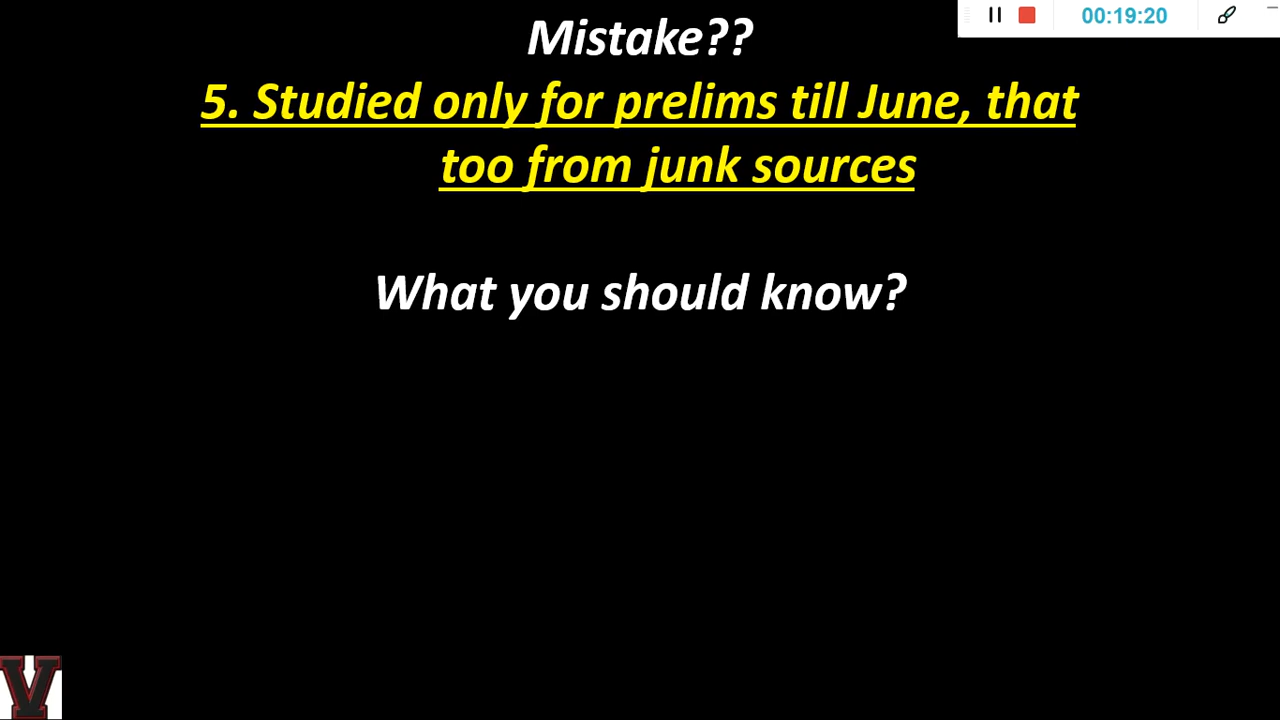 00:19:20
Mistake??
5. Studied only for prelims till June, that
too from junk sources
What you should know?
V